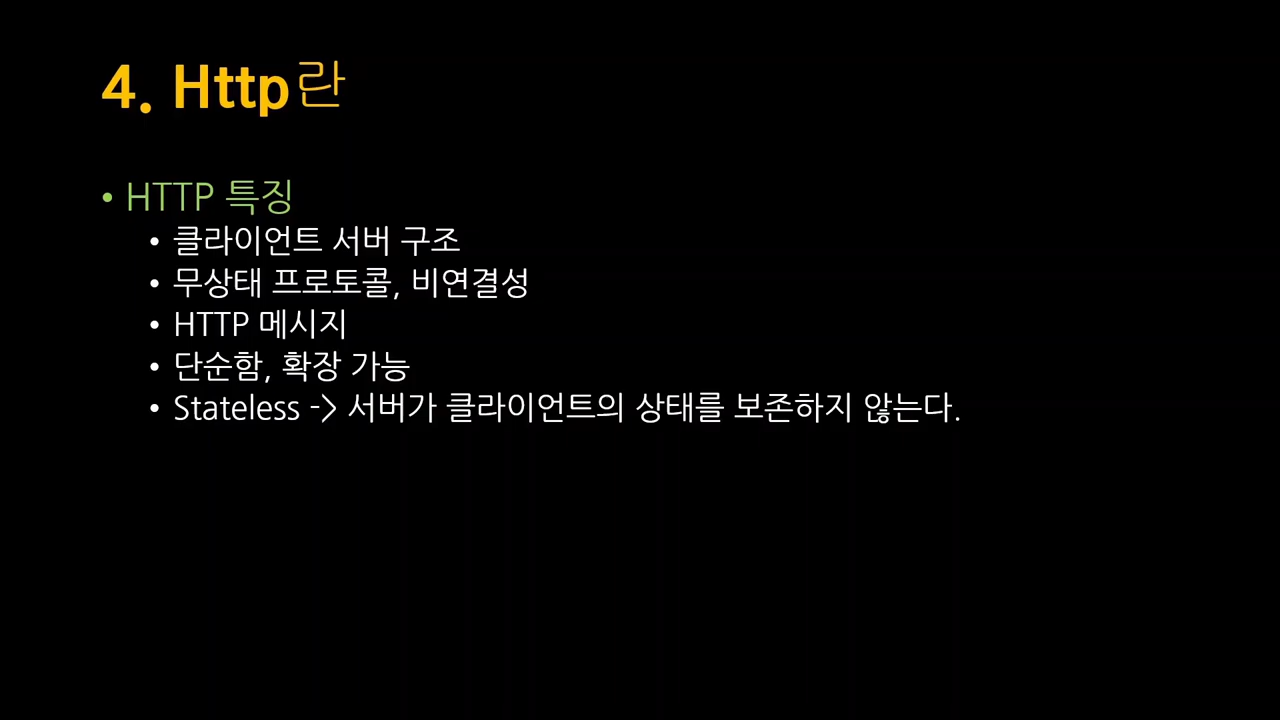 4. Http란
• HTTP 특징
• 클라이언트 서버 구조
• 무상태 프로토콜, 비연결성
• HTTP 메시지
• 단순함, 확장 가능
• Stateless -> 서버가 클라이언트의 상태를 보존하지 않는다.